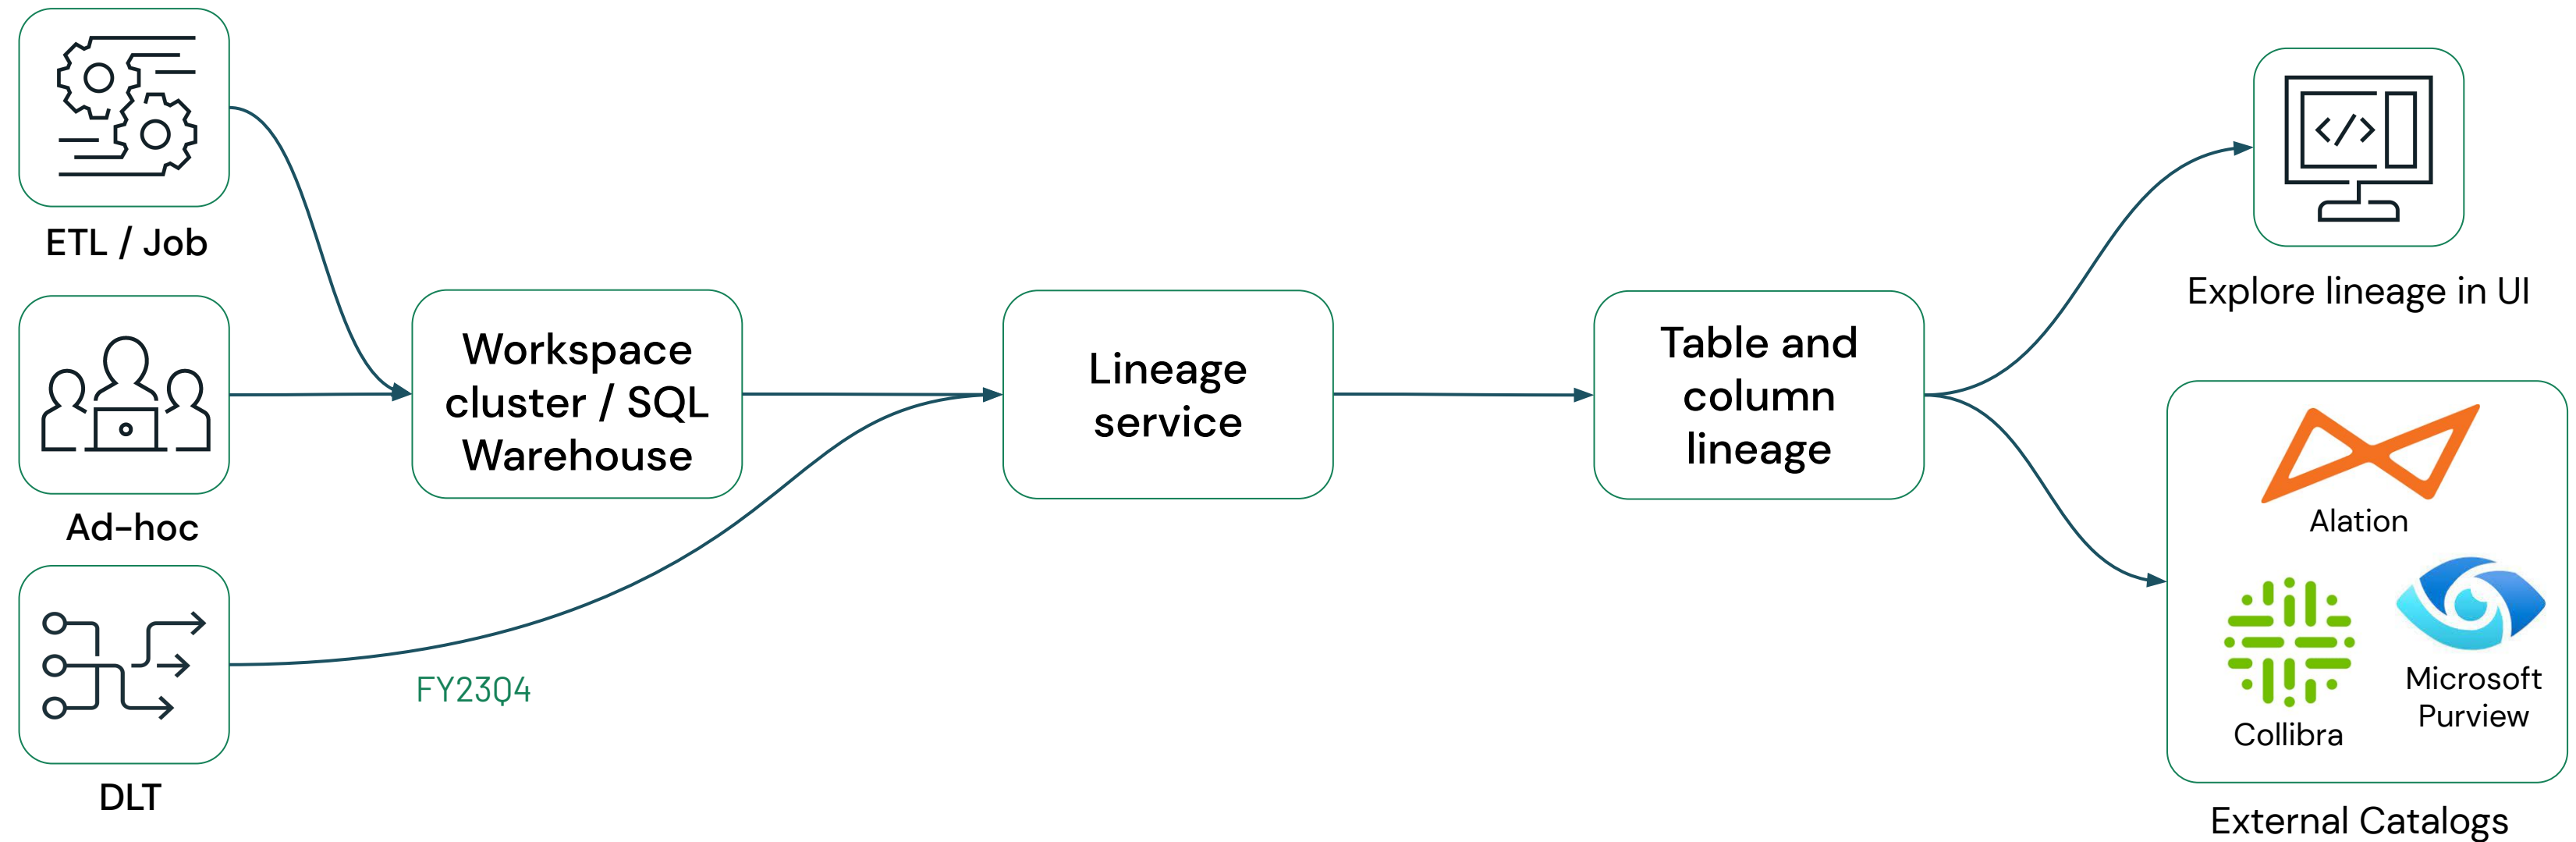 ETL / Job
Ad-hoc
DLT
FY23Q4
Workspace
cluster / SQL
Warehouse
Lineage
service
Table and
column
lineage
</>
Explore lineage in UI
Alation
Collibra
Microsoft
Purview
External Catalogs